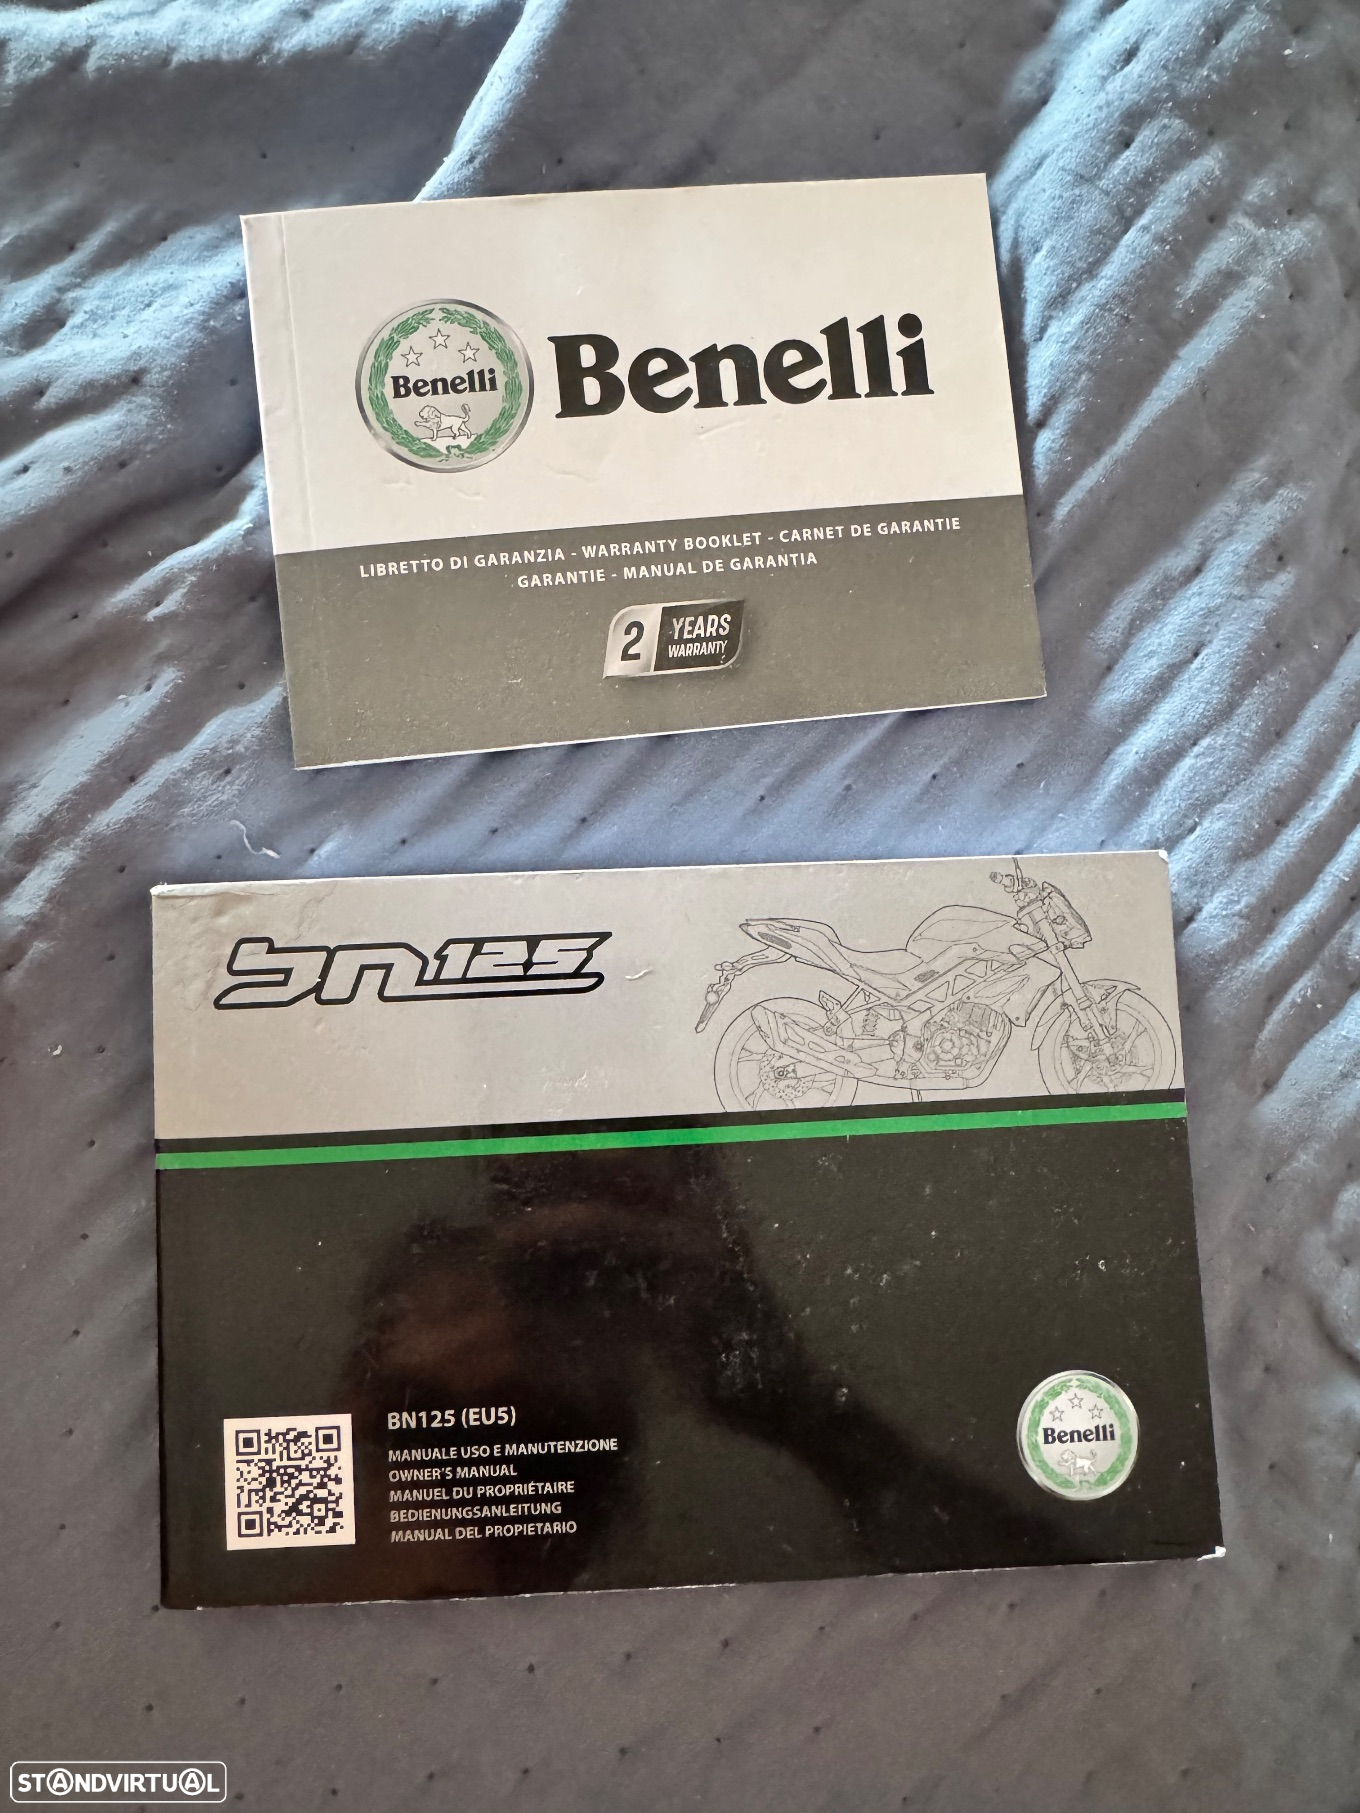 Benelli
Benelli
LIBRETTO DI GARANZIA - WARRANTY BOOKLET - CARNET DE GARANTIE
GARANTIE - MANUAL DE GARANTIA
2 YEARS
WARRANTY
bn125
BN125 (EU5)
MANUALE USO E MANUTENZIONE
OWNER'S MANUAL
MANUEL DU PROPRIÉTAIRE
BEDIENUNGSANLEITUNG
MANUAL DEL PROPIETARIO
Benelli
STANDVIRTUAL